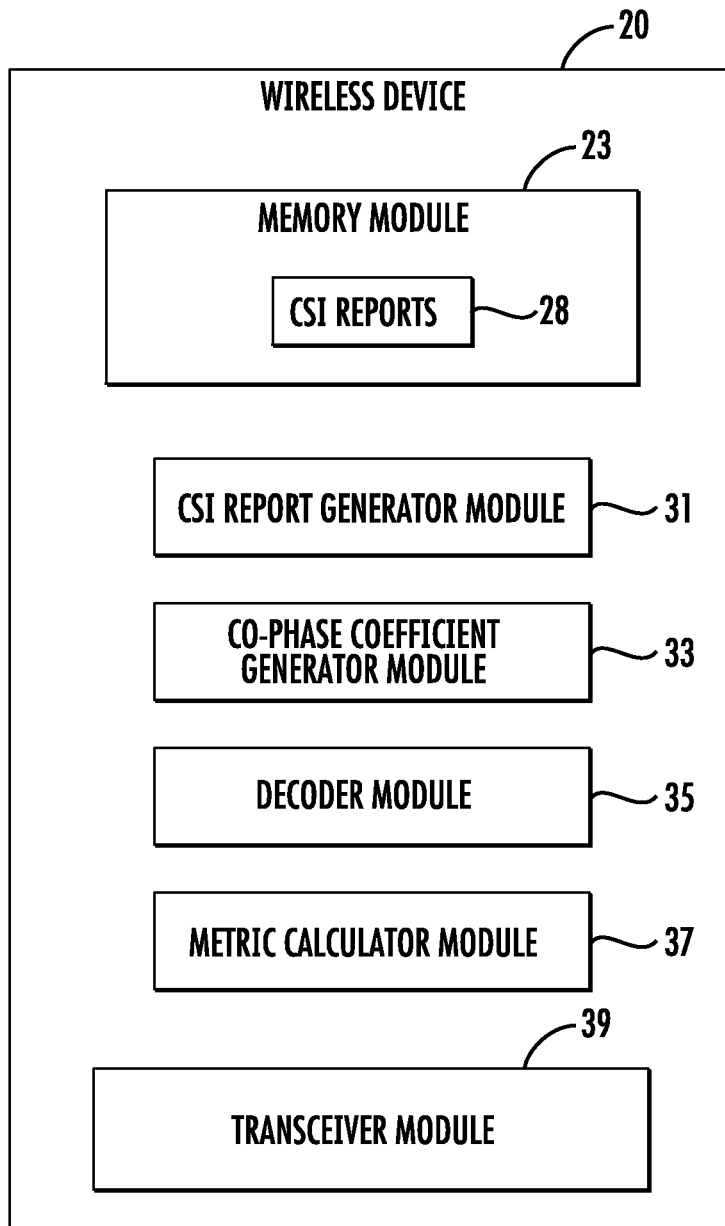 20
WIRELESS DEVICE
23
MEMORY MODULE
CSI REPORTS
28
CSI REPORT GENERATOR MODULE
31
CO-PHASE COEFFICIENT
GENERATOR MODULE
33
DECODER MODULE
35
METRIC CALCULATOR MODULE
37
39
TRANSCEIVER MODULE